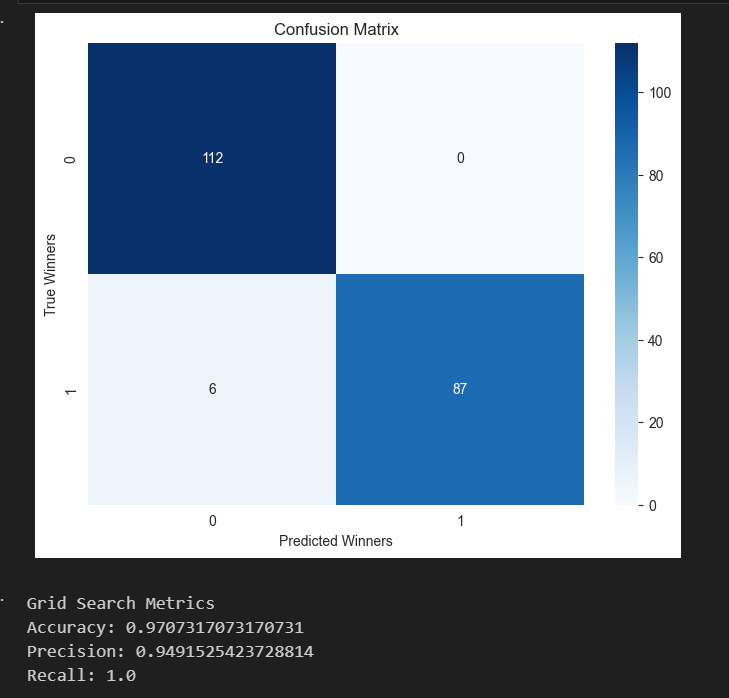 Confusion Matrix
112
0
6
87
0
1
True Winners
0
1
Predicted Winners
100
80
60
40
20
0
Grid Search Metrics
Accuracy: 0.9707317073170731
Precision: 0.9491525423728814
Recall: 1.0